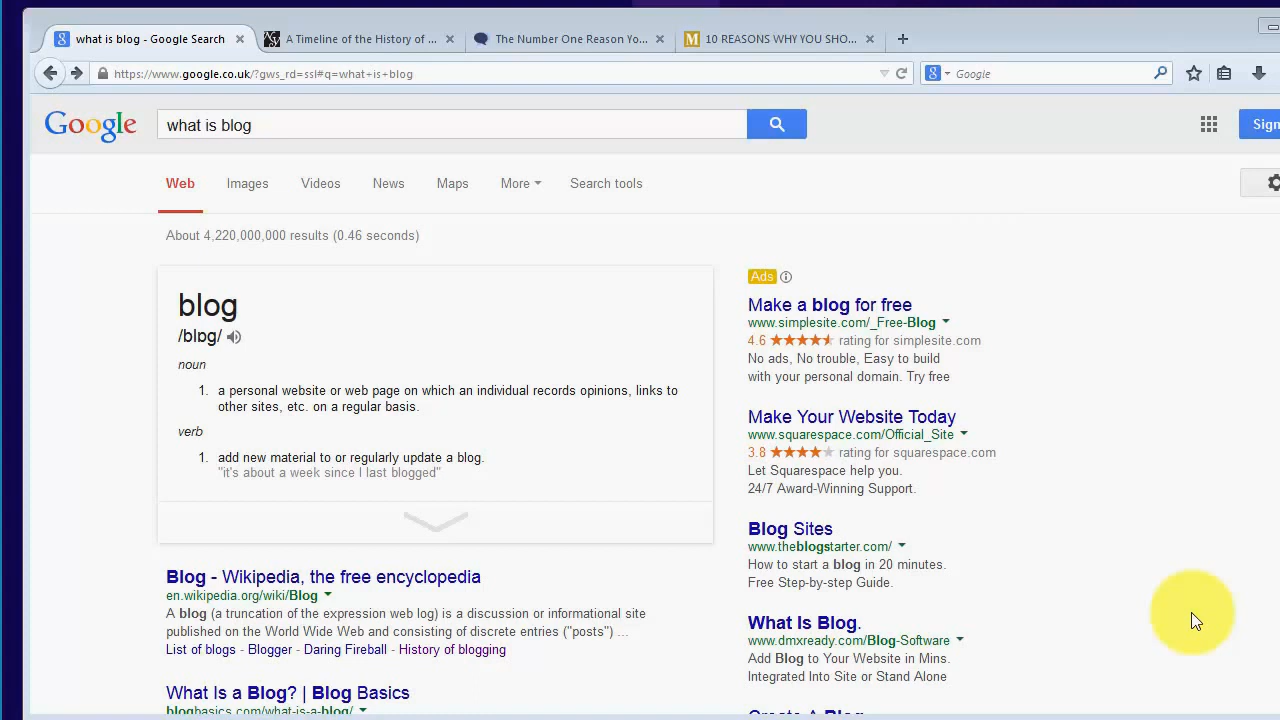 what is blog - Google Search
A Timeline of the History of ...
The Number One Reason Yo...
10 REASONS WHY YOU SHO...
https://www.google.co.uk/?gws_rd=ssl#q=what+is+blog
Google
Google
what is blog
Sign
Web
Images
Videos
News
Maps
More
Search tools
About 4,220,000,000 results (0.46 seconds)
blog
/blɒɡ/
noun
1. a personal website or web page on which an individual records opinions, links to
other sites, etc. on a regular basis.
verb
1. add new material to or regularly update a blog.
"it's about a week since I last blogged"
Blog - Wikipedia, the free encyclopedia
en.wikipedia.org/wiki/Blog
A blog (a truncation of the expression web log) is a discussion or informational site
published on the World Wide Web and consisting of discrete entries ("posts") ...
List of blogs - Blogger - Daring Fireball - History of blogging
What Is a Blog? | Blog Basics
blogbasics.com/what-is-a-blog/
Ads
Make a blog for free
www.simplesite.com/_Free-Blog
4.6 rating for simplesite.com
No ads, No trouble, Easy to build
with your personal domain. Try free
Make Your Website Today
www.squarespace.com/Official_Site
3.8 rating for squarespace.com
Let Squarespace help you.
24/7 Award-Winning Support.
Blog Sites
www.theblogstarter.com/
How to start a blog in 20 minutes.
Free Step-by-step Guide.
What Is Blog.
www.dmxready.com/Blog-Software
Add Blog to Your Website in Mins.
Integrated Into Site or Stand Alone
Create A Blog